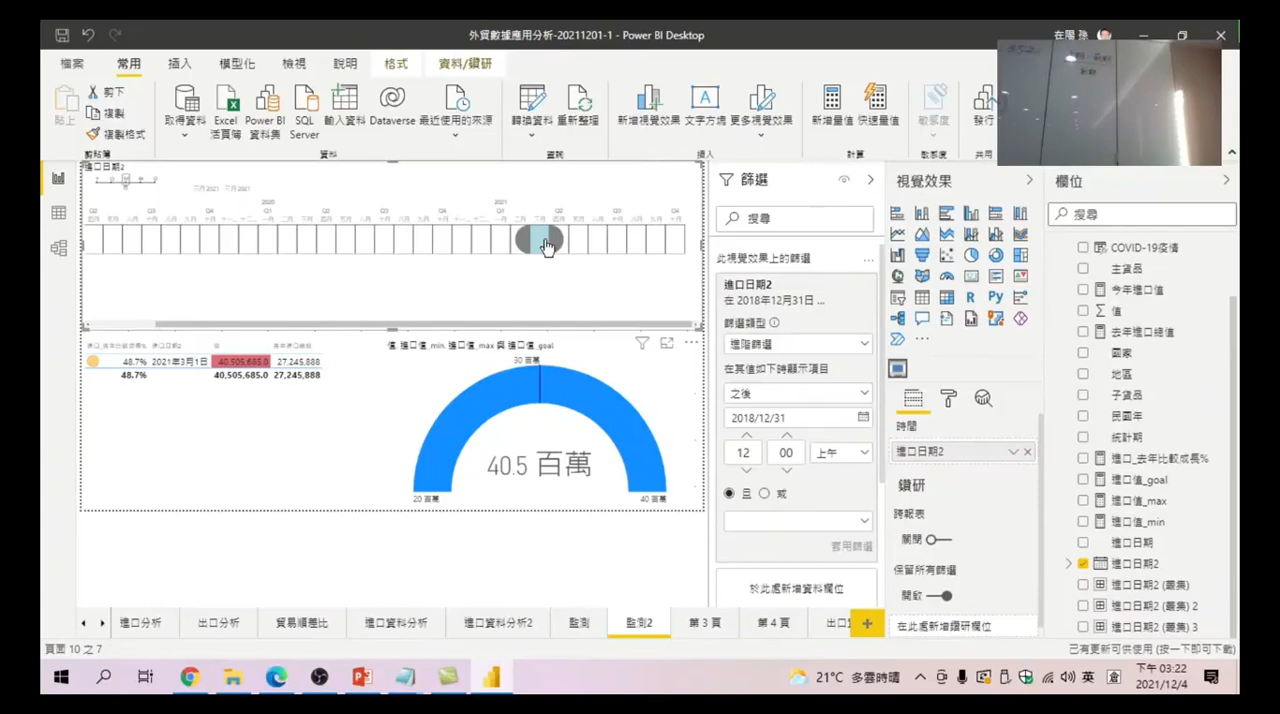 外貿數據應用分析-20211201-1 - Power BI Desktop
檔案 常用 插入 模型化 檢視 說明 格式 資料/鑽研
貼上
剪下
複製
複製格式
剪貼簿
取得資料
Excel 活頁簿
Power BI 資料集
SQL Server
輸入資料
Dataverse
最近使用的來源
資料
轉換資料
重新整理
查詢
新增視覺效果
文字方塊
更多視覺效果
插入
新增量值
快速量值
計算
敏感度
敏感度
發行
共用
進口日期2
2020
2021
Q2 Q3 Q4 Q1 Q2 Q3 Q4 Q1 Q2 Q3 Q4
48.7% 2021年3月1日 40,505,685.0 27,245,888
48.7% 40,505,685.0 27,245,888
值, 進口值_min, 進口值_max 與 進口值_goal
30 百萬
40.5 百萬
20 百萬
40 百萬
篩選
搜尋
此視覺效果上的篩選
進口日期2
在 2018年12月31日 ...
篩選類型
進階篩選
在其值如下時顯示項目
之後
2018/12/31
12 00 上午
且 或
套用篩選
於此處新增資料欄位
視覺效果
R
Py
時間
進口日期2
鑽研
跨報表
關閉
保留所有篩選
開啟
在此處新增鑽研欄位
欄位
搜尋
COVID-19疫情
主貨品
今年進口值
值
去年進口總值
國家
地區
子貨品
民國年
統計期
進口_去年比較成長%
進口值_goal
進口值_max
進口值_min
進口日期
進口日期2
進口日期2 (叢集)
進口日期2 (叢集) 2
進口日期2 (叢集) 3
進口分析 出口分析 貿易順差比 進口資料分析 進口資料分析2 監測 監測2 第 3 頁 第 4 頁
頁面 10 之 7
已有更新可供使用 (按一下即可下載)
21°C 多雲時晴
英
下午 03:22
2021/12/4